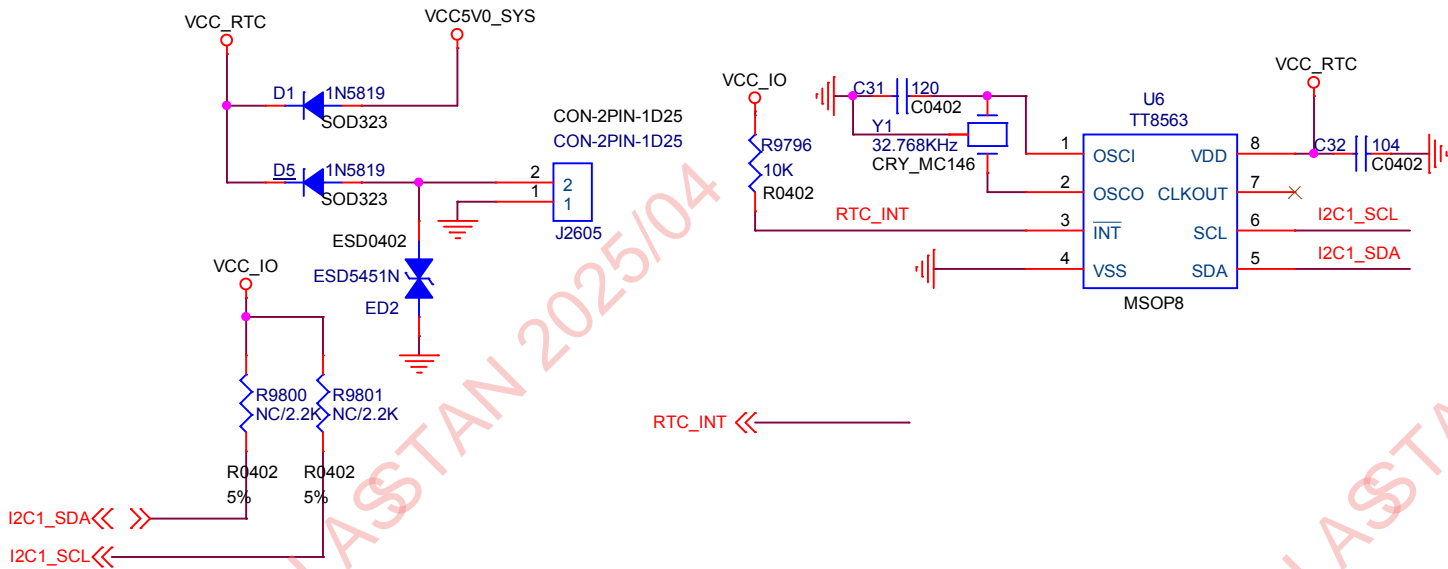 VCC_RTC
VCC5V0_SYS
D1
1N5819
SOD323
D5
1N5819
SOD323
CON-2PIN-1D25
CON-2PIN-1D25
2
1
2
1
J2605
ESD0402
ESD5451N
ED2
VCC_IO
R9800
NC/2.2K
R0402
5%
R9801
NC/2.2K
R0402
5%
I2C1_SDA
I2C1_SCL
VCC_IO
R9796
10K
R0402
RTC_INT
C31
120
C0402
Y1
32.768KHz
CRY_MC146
U6
TT8563
1
OSCI
2
OSCO
3
INT
4
VSS
VDD
8
CLKOUT
7
SCL
6
SDA
5
MSOP8
VCC_RTC
C32
104
C0402
I2C1_SCL
I2C1_SDA
RTC_INT
STAN 2025/04